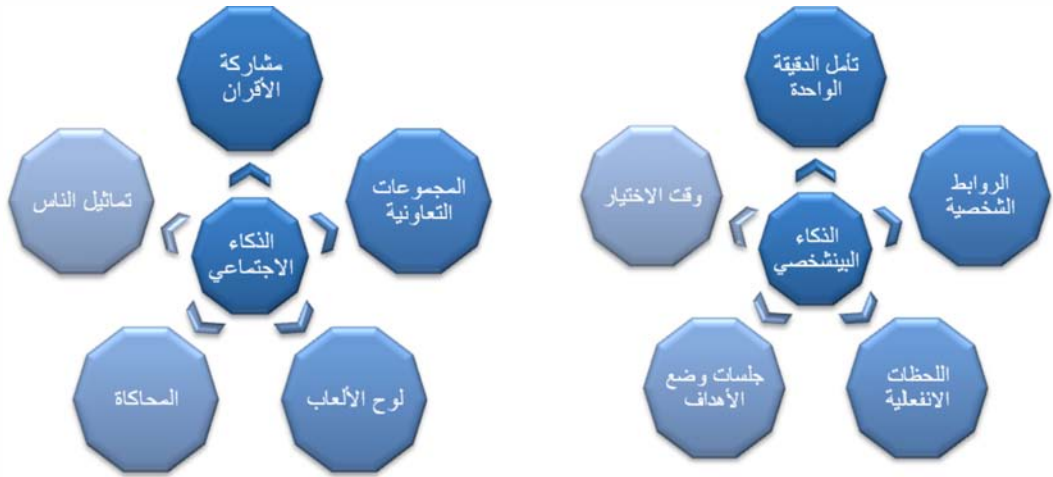 تأمل الدقيقة
الواحدة
الروابط
الشخصية
اللحظات
الانفعلية
جلسات وضع
الأهداف
وقت الاختيار
الذكاء
البينشخصي
مشاركة
الأقران
المجموعات
التعاونية
لوح الألعاب
المحاكاة
تماثيل الناس
الذكاء
الاجتماعي